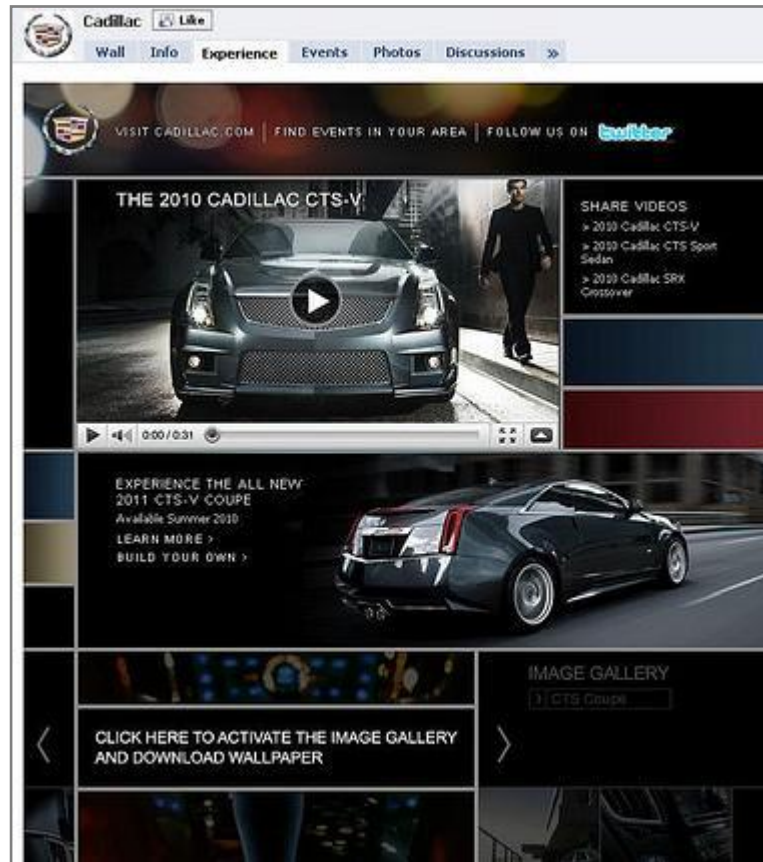 Cadillac Like
Wall Info Experience Events Photos Discussions »
VISIT CADILLAC.COM | FIND EVENTS IN YOUR AREA | FOLLOW US ON twitter
THE 2010 CADILLAC CTS-V
SHARE VIDEOS
> 2010 Cadillac CTS-V
> 2010 Cadillac CTS Sport
Sedan
> 2010 Cadillac SRX
Crossover
0:00 / 0:31
EXPERIENCE THE ALL NEW
2011 CTS-V COUPE
Available Summer 2010
LEARN MORE >
BUILD YOUR OWN >
IMAGE GALLERY
> CTS Coupe
CLICK HERE TO ACTIVATE THE IMAGE GALLERY
AND DOWNLOAD WALLPAPER